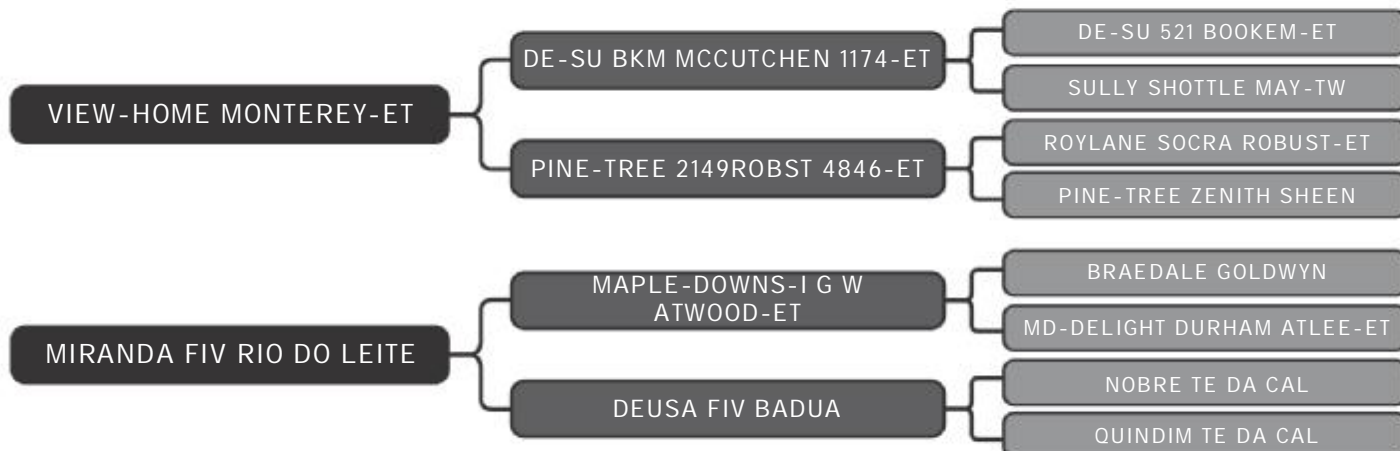 VIEW-HOME MONTEREY-ET
DE-SU BKM MCCUTCHEN 1174-ET
DE-SU 521 BOOKEM-ET
SULLY SHOTTLE MAY-TW
PINE-TREE 2149ROBST 4846-ET
ROYLANE SOCRA ROBUST-ET
PINE-TREE ZENITH SHEEN
MIRANDA FIV RIO DO LEITE
MAPLE-DOWNS-I G W
ATWOOD-ET
BRAEDALE GOLDWYN
MD-DELIGHT DURHAM ATLEE-ET
DEUSA FIV BADUA
NOBRE TE DA CAL
QUINDIM TE DA CAL